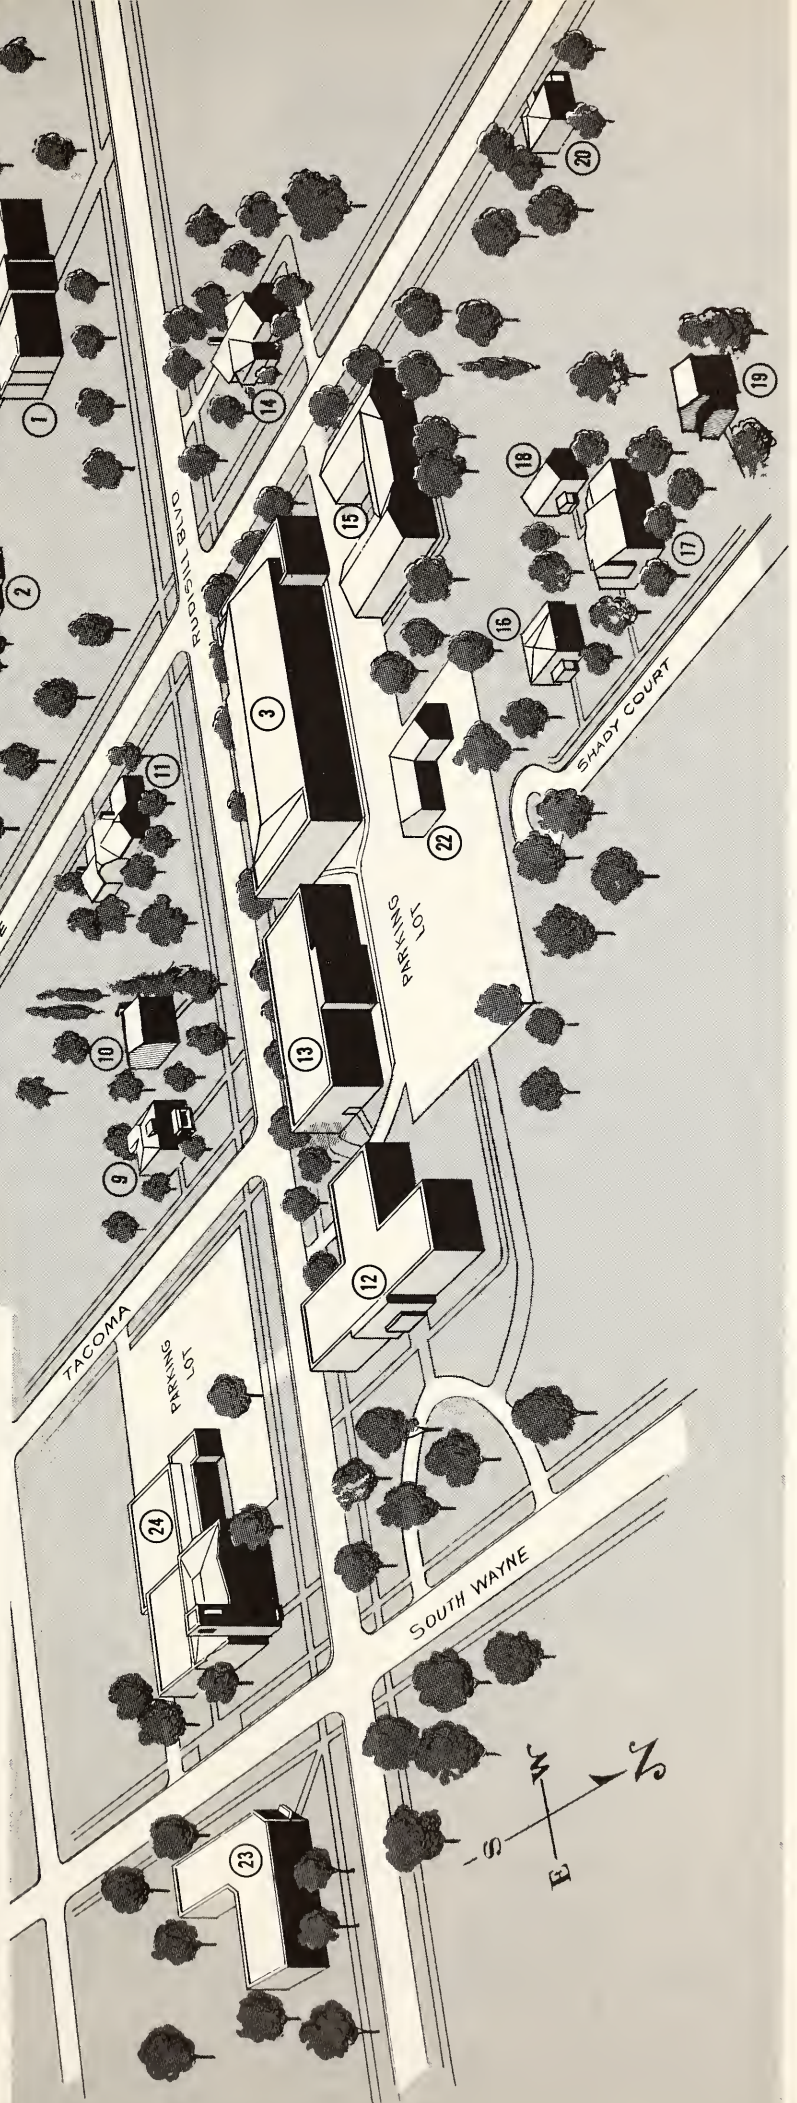 1
2
RUDISILL BLVD
E
20
14
15
18
19
17
16
3
11
SHADY COURT
22
PARKING
LOT
10
13
9
12
TACOMA
PARKING
LOT
24
SOUTH WAYNE
23
S
W
E
N